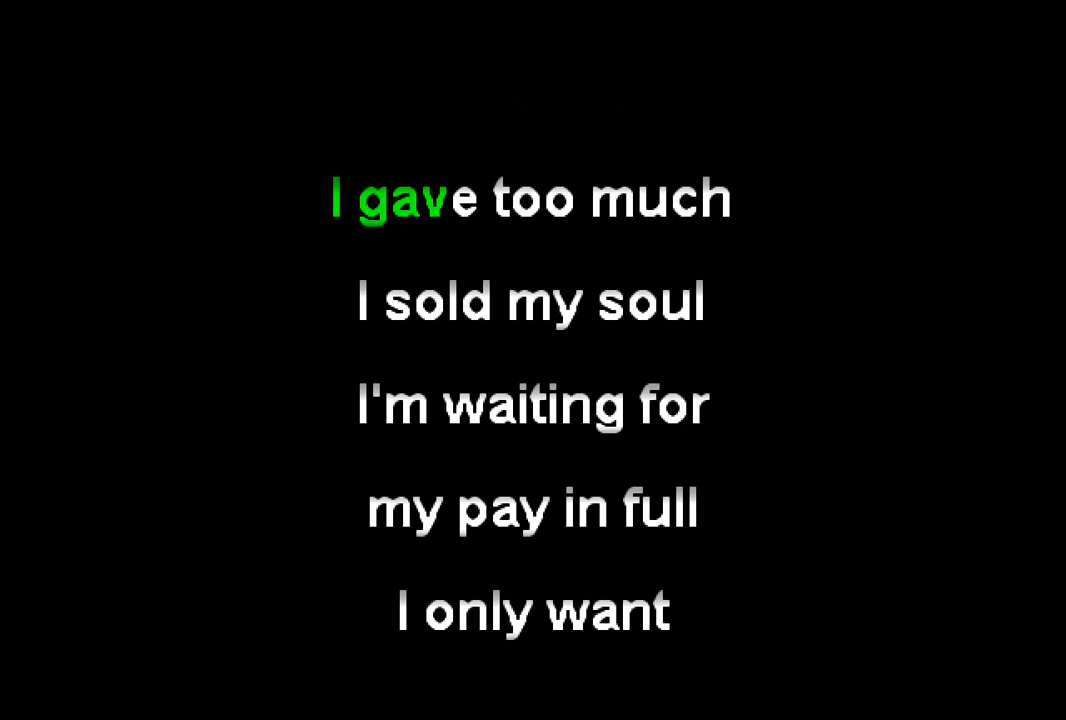 I gave too much
I sold my soul
I'm waiting for
my pay in full
I only want